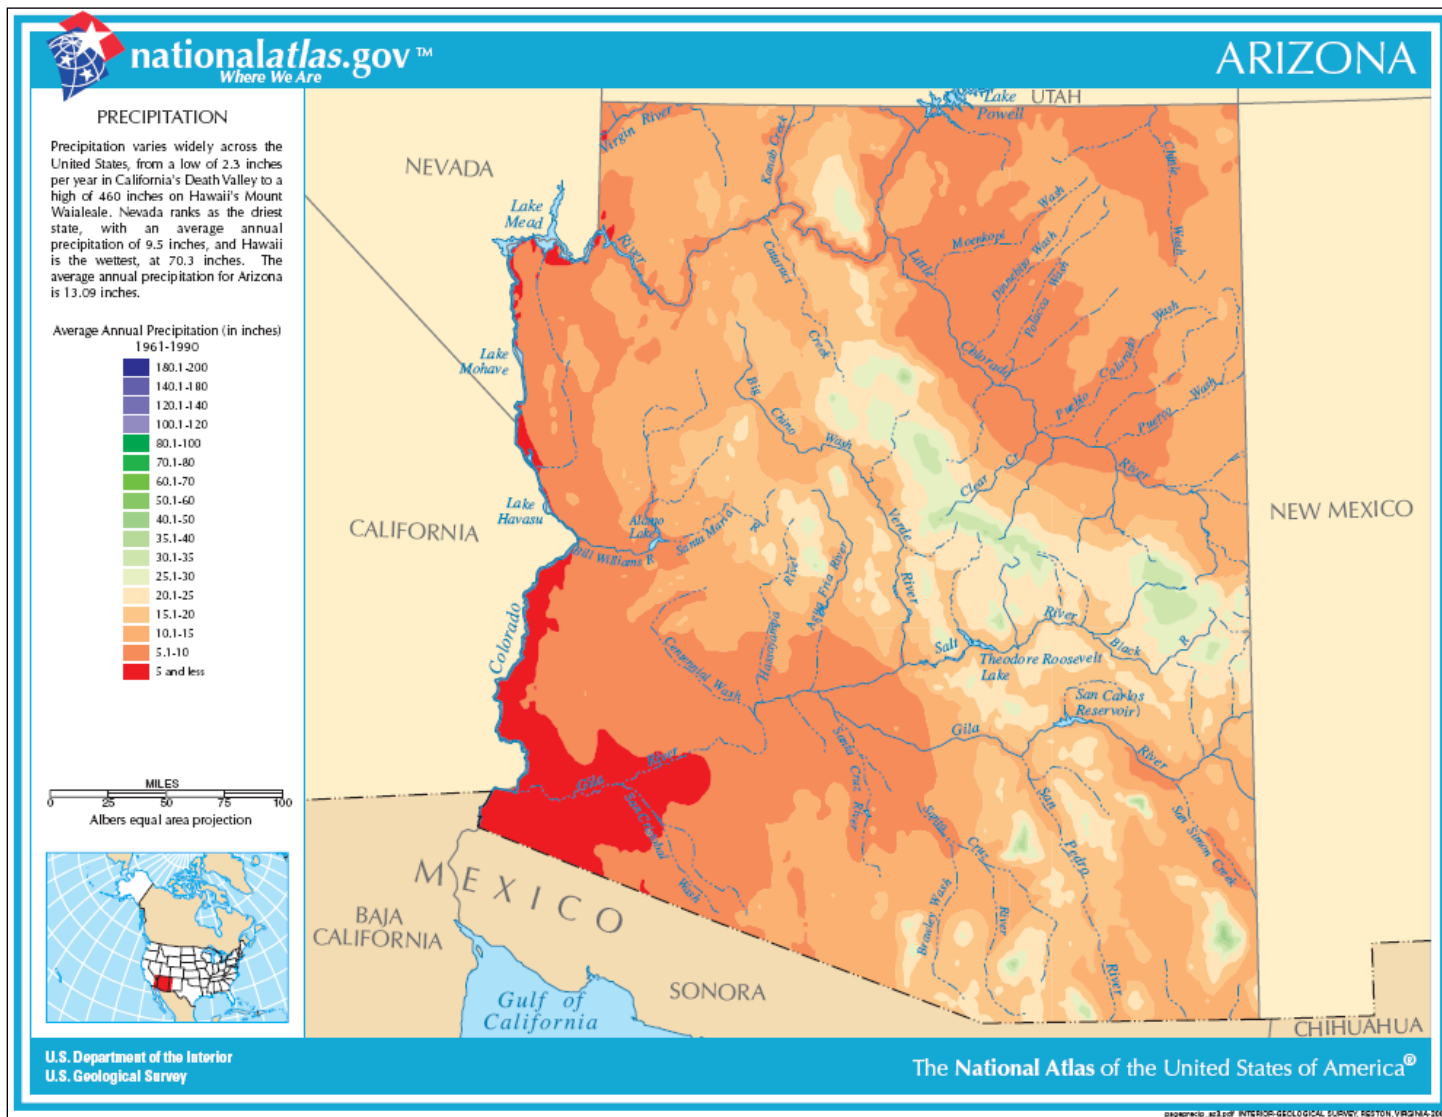 nationalatlas.gov™
Where We Are
ARIZONA
PRECIPITATION
Precipitation varies widely across the
United States, from a low of 2.3 inches
per year in California's Death Valley to a
high of 460 inches on Hawaii's Mount
Waialeale. Nevada ranks as the driest
state, with an average annual
precipitation of 9.5 inches, and Hawaii
is the wettest, at 70.3 inches. The
average annual precipitation for Arizona
is 13.09 inches.
Average Annual Precipitation (in inches)
1961-1990
180.1-200
140.1-180
120.1-140
100.1-120
80.1-100
70.1-80
60.1-70
50.1-60
40.1-50
35.1-40
30.1-35
25.1-30
20.1-25
15.1-20
10.1-15
5.1-10
5 and less
MILES
0 25 50 75 100
Albers equal area projection
UTAH
Lake
Powell
NEVADA
Virgin River
Kanab Creek
Chinle
Wash
Lake
Mead
River
Cataract
Creek
Little
Colorado
River
Moenkopi
Wash
Dinnebito Wash
Polacca Wash
Pueblo Colorado Wash
Puerco Wash
Lake
Mohave
Big
Chino
Wash
Clear Cr
NEW MEXICO
CALIFORNIA
Lake
Havasu
Alamo
Lake
Santa Maria
R
Bill Williams R
Verde
River
River
Agua Fria River
Hassayampa
Colorado
Centennial Wash
Salt
River
Black
R
Theodore Roosevelt
Lake
San Carlos
Reservoir)
Gila
River
Gila
River
San Cristobal
Wash
Santa
Cruz
River
Santa
Cruz
River
San
Pedro
River
San Simon Creek
Brawley Wash
MEXICO
BAJA
CALIFORNIA
SONORA
Gulf of
California
CHIHUAHUA
U.S. Department of the Interior
U.S. Geological Survey
The National Atlas of the United States of America®
INTERIOR-GEOLOGICAL SURVEY, RESTON, VIRGINIA-20